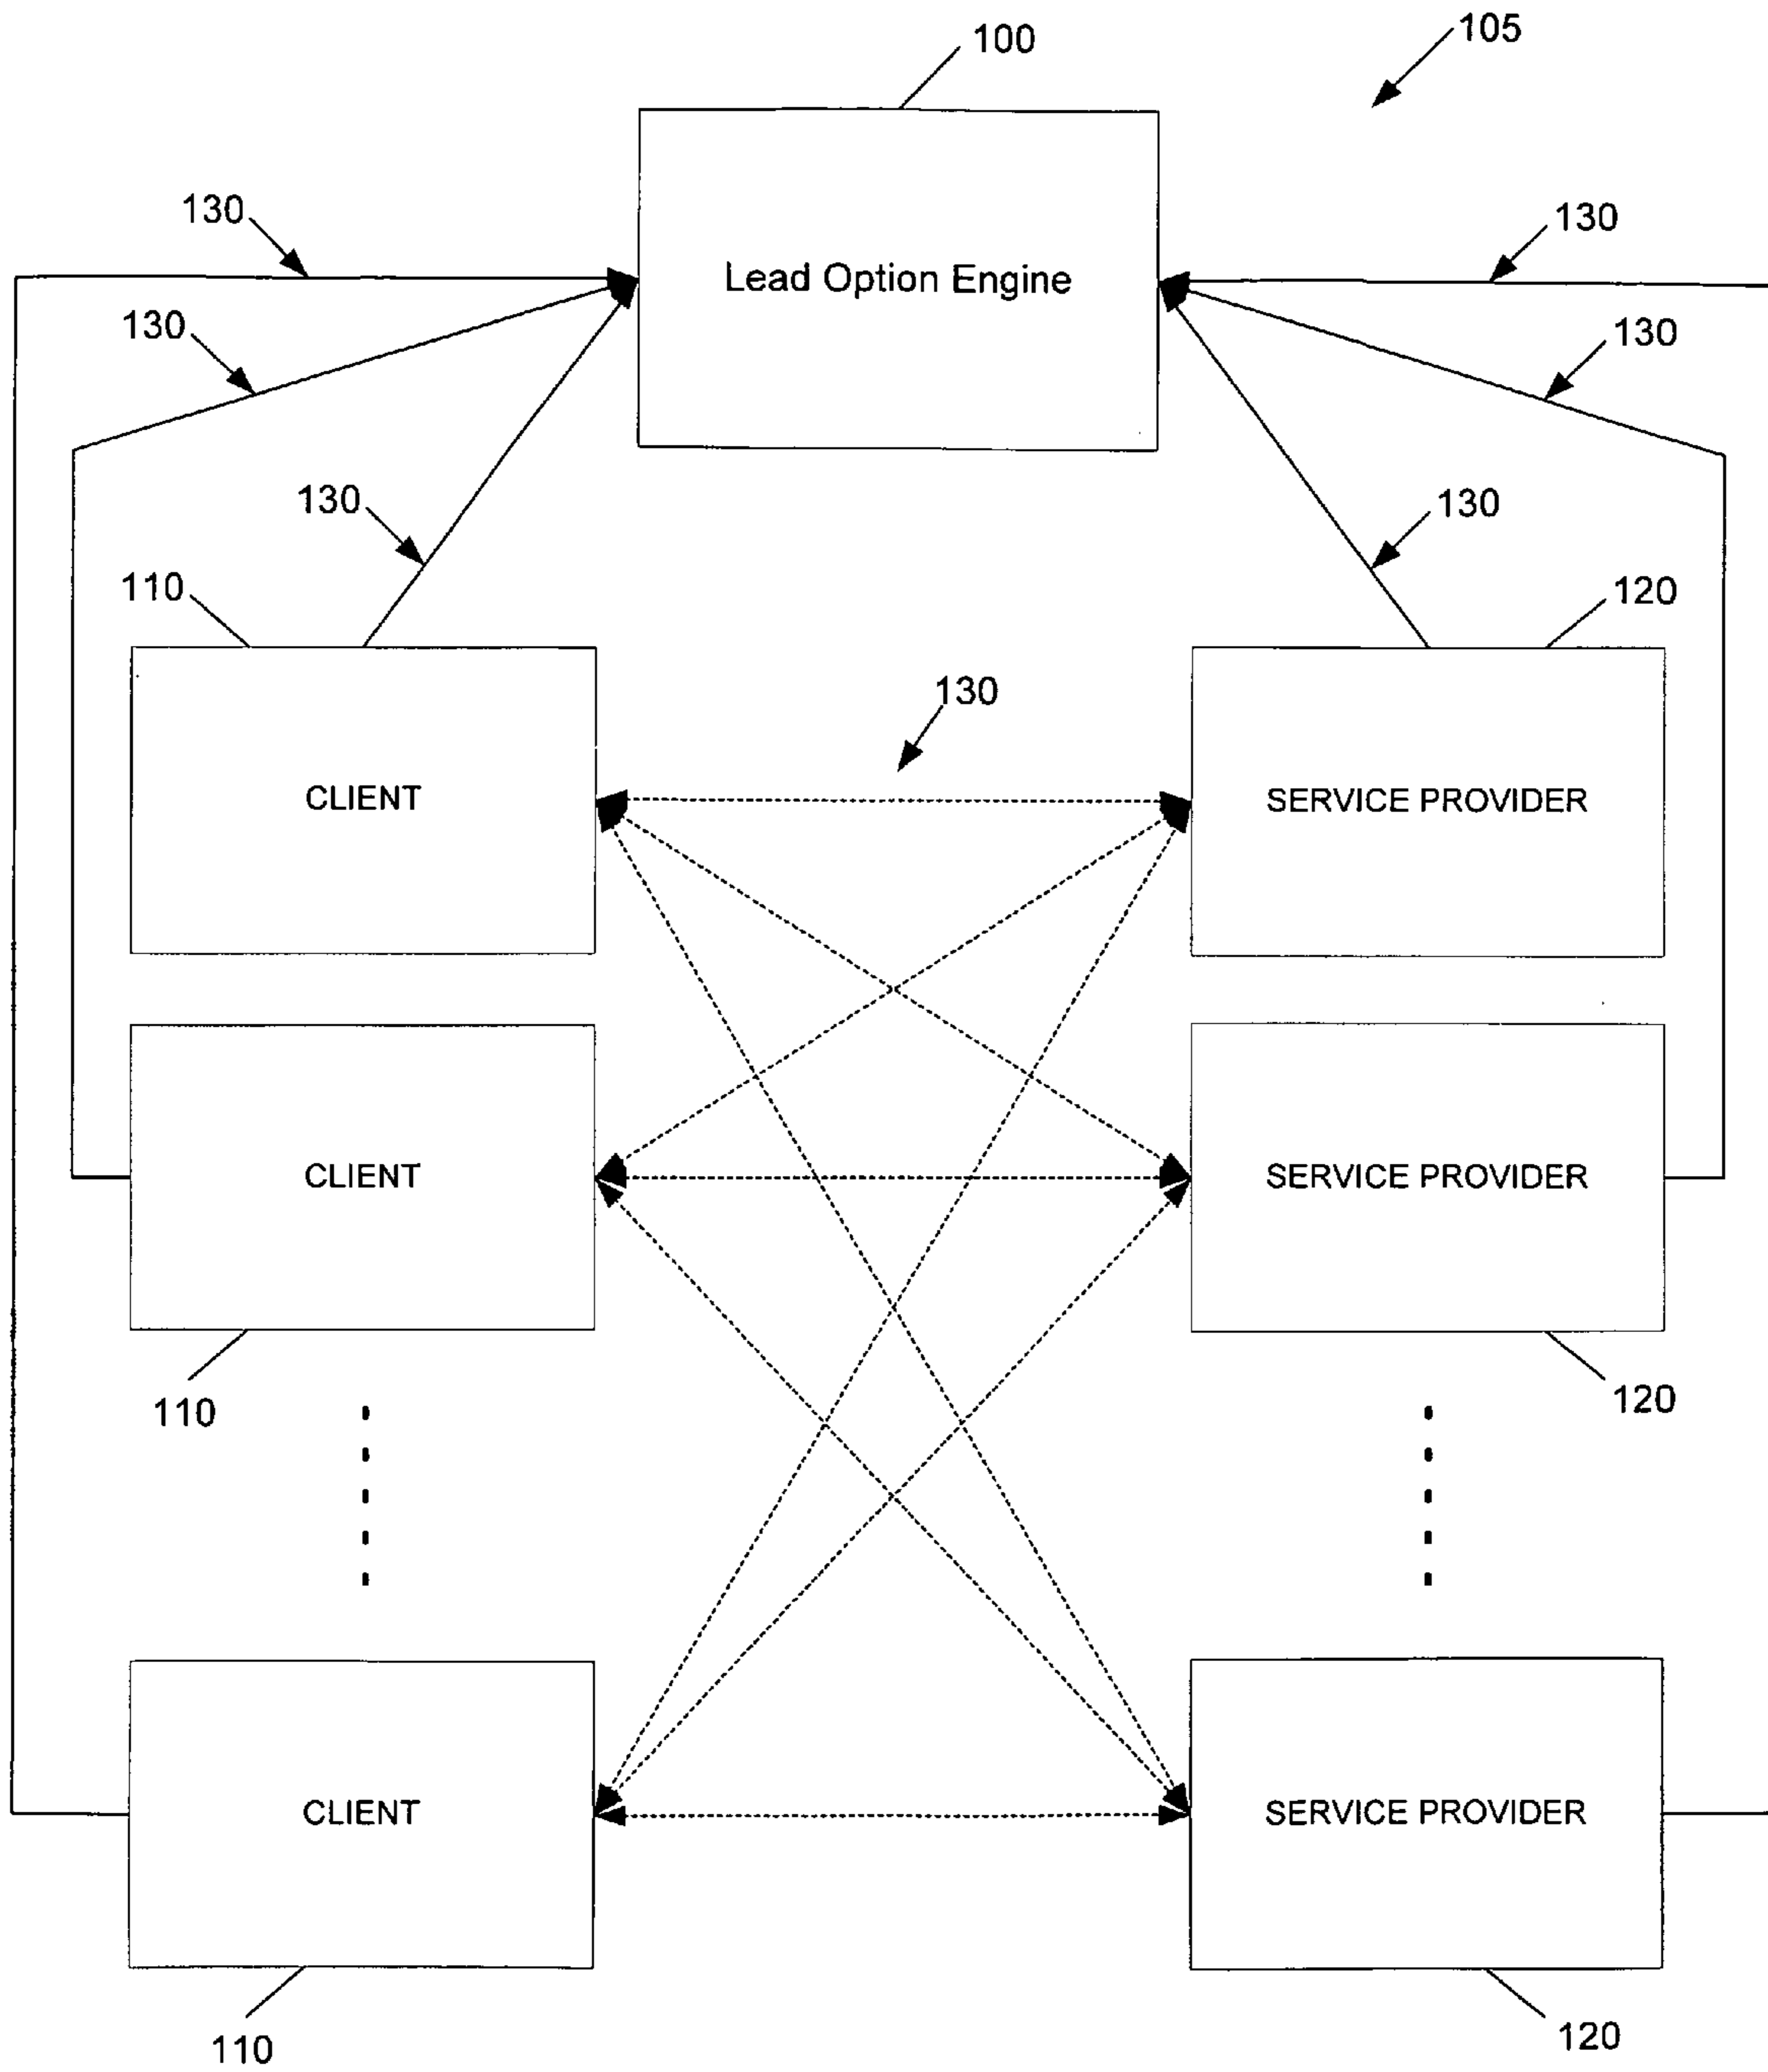 100
105
130
130
Lead Option Engine
130
130
130
130
110
120
130
CLIENT
SERVICE PROVIDER
CLIENT
SERVICE PROVIDER
110
120
CLIENT
SERVICE PROVIDER
110
120